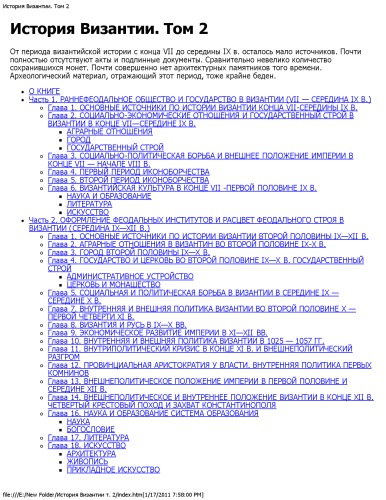 История Византии. Том 2
История Византии. Том 2
От периода византийской истории с конца VII до середины IX в. осталось мало источников. Почти
полностью отсутствуют акты и подлинные документы. Сравнительно невелико количество
сохранившихся монет. Почти совершенно нет архитектурных памятников того времени.
Археологический материал, отражающий этот период, тоже крайне беден.
О КНИГЕ
Часть 1. РАННЕФЕОДАЛЬНОЕ ОБЩЕСТВО И ГОСУДАРСТВО В ВИЗАНТИИ (VII — СЕРЕДИНА IX В.)
Глава 1. ОСНОВНЫЕ ИСТОЧНИКИ ПО ИСТОРИИ ВИЗАНТИИ КОНЦА VII-СЕРЕДИНЫ IX В.
Глава 2. СОЦИАЛЬНО-ЭКОНОМИЧЕСКИЕ ОТНОШЕНИЯ И ГОСУДАРСТВЕННЫЙ СТРОЙ В
ВИЗАНТИИ В КОНЦЕ VII—СЕРЕДИНЕ IX В.
АГРАРНЫЕ ОТНОШЕНИЯ
ГОРОД
ГОСУДАРСТВЕННЫЙ СТРОЙ
Глава 3. СОЦИАЛЬНО-ПОЛИТИЧЕСКАЯ БОРЬБА И ВНЕШНЕЕ ПОЛОЖЕНИЕ ИМПЕРИИ В
КОНЦЕ VII — НАЧАЛЕ VIII В.
Глава 4. ПЕРВЫЙ ПЕРИОД ИКОНОБОРЧЕСТВА
Глава 5. ВТОРОЙ ПЕРИОД ИКОНОБОРЧЕСТВА
Глава 6. ВИЗАНТИЙСКАЯ КУЛЬТУРА В КОНЦЕ VII -ПЕРВОЙ ПОЛОВИНЕ IX В.
НАУКА И ОБРАЗОВАНИЕ
ЛИТЕРАТУРА
ИСКУССТВО
Часть 2. ОФОРМЛЕНИЕ ФЕОДАЛЬНЫХ ИНСТИТУТОВ И РАСЦВЕТ ФЕОДАЛЬНОГО СТРОЯ В
ВИЗАНТИИ (СЕРЕДИНА IX—XII В.)
Глава 1. ОСНОВНЫЕ ИСТОЧНИКИ ПО ИСТОРИИ ВИЗАНТИИ ВТОРОЙ ПОЛОВИНЫ IX—XII В.
Глава 2. АГРАРНЫЕ ОТНОШЕНИЯ В ВИЗАНТИИ ВО ВТОРОЙ ПОЛОВИНЕ IX-X В.
Глава 3. ГОРОД ВТОРОЙ ПОЛОВИНЫ IX—X В.
Глава 4. ГОСУДАРСТВО И ЦЕРКОВЬ ВО ВТОРОЙ ПОЛОВИНЕ IX—X В. ГОСУДАРСТВЕННЫЙ
СТРОЙ
АДМИНИСТРАТИВНОЕ УСТРОЙСТВО
ЦЕРКОВЬ И МОНАШЕСТВО
Глава 5. СОЦИАЛЬНАЯ И ПОЛИТИЧЕСКАЯ БОРЬБА В ВИЗАНТИИ В СЕРЕДИНЕ IX —
СЕРЕДИНЕ X В.
Глава 7. ВНУТРЕННЯЯ И ВНЕШНЯЯ ПОЛИТИКА ВИЗАНТИИ ВО ВТОРОЙ ПОЛОВИНЕ X —
ПЕРВОЙ ЧЕТВЕРТИ XI В.
Глава 8. ВИЗАНТИЯ И РУСЬ В IX—XII ВВ.
Глава 9. ЭКОНОМИЧЕСКОЕ РАЗВИТИЕ ИМПЕРИИ В XI—XII ВВ.
Глава 10. ВНУТРЕННЯЯ И ВНЕШНЯЯ ПОЛИТИКА ВИЗАНТИИ В 1025 — 1057 ГГ.
Глава 11. ВНУТРИПОЛИТИЧЕСКИЙ КРИЗИС В КОНЦЕ XI В. И ВНЕШНЕПОЛИТИЧЕСКИЙ
РАЗГРОМ
Глава 12. ПРОВИНЦИАЛЬНАЯ АРИСТОКРАТИЯ У ВЛАСТИ. ВНУТРЕННЯЯ ПОЛИТИКА ПЕРВЫХ
КОМНИНОВ
Глава 13. ВНЕШНЕПОЛИТИЧЕСКОЕ ПОЛОЖЕНИЕ ИМПЕРИИ В ПЕРВОЙ ПОЛОВИНЕ И
СЕРЕДИНЕ XII В.
Глава 14. ВНЕШНЕПОЛИТИЧЕСКОЕ И ВНУТРЕННЕЕ ПОЛОЖЕНИЕ ВИЗАНТИИ В КОНЦЕ XII В.
ЧЕТВЕРТЫЙ КРЕСТОВЫЙ ПОХОД И ЗАХВАТ КОНСТАНТИНОПОЛЯ
Глава 16. НАУКА И ОБРАЗОВАНИЕ СИСТЕМА ОБРАЗОВАНИЯ
НАУКА
БОГОСЛОВИЕ
Глава 17. ЛИТЕРАТУРА
Глава 18. ИСКУССТВО
АРХИТЕКТУРА
ЖИВОПИСЬ
ПРИКЛАДНОЕ ИСКУССТВО
file:///E|/New Folder/История Византии т. 2/index.htm[1/17/2011 7:58:00 PM]